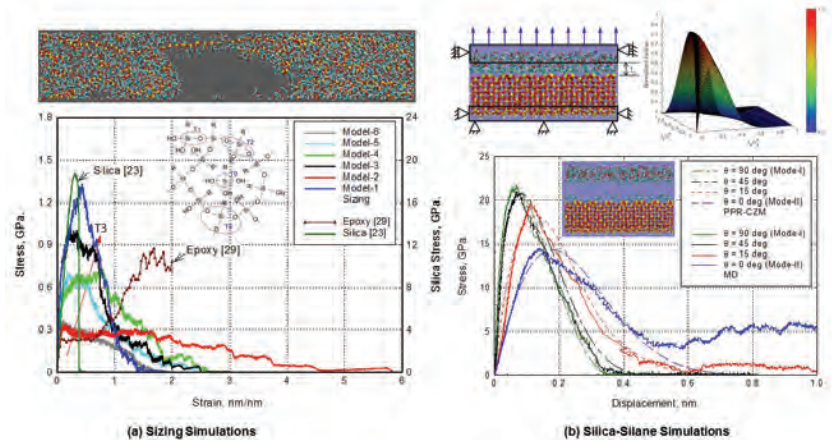 1.8
1.5
1.2
0.9
0.6
0.3
0
Stress, GPa.
24
20
16
12
8
4
0
Silica Stress, GPa.
Silica [23]
T3
Epoxy [29]
Model-6
Model-5
Model-4
Model-3
Model-2
Model-1
Sizing
Epoxy [29]
Silica [23]
0 1 2 3 4 5 6
Strain, nm/nm
(a) Sizing Simulations
25
20
15
10
5
0
Stress, GPa.
θ = 90 deg (Mode-I)
θ = 45 deg
θ = 15 deg
θ = 0 deg (Mode-II)
PPR-CZM
θ = 90 deg (Mode-I)
θ = 45 deg
θ = 15 deg
θ = 0 deg (Mode-II)
MD
0 0.2 0.4 0.6 0.8 1.0
Displacement, nm
(b) Silica-Silane Simulations